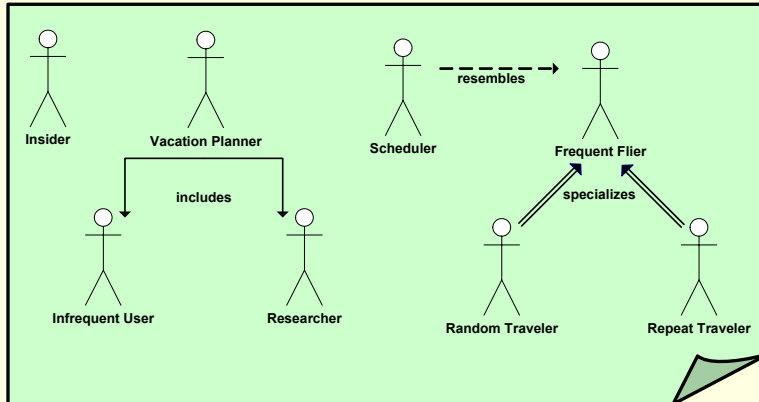 Insider
Vacation Planner
Scheduler
resembles
Frequent Flier
includes
specializes
Infrequent User
Researcher
Random Traveler
Repeat Traveler